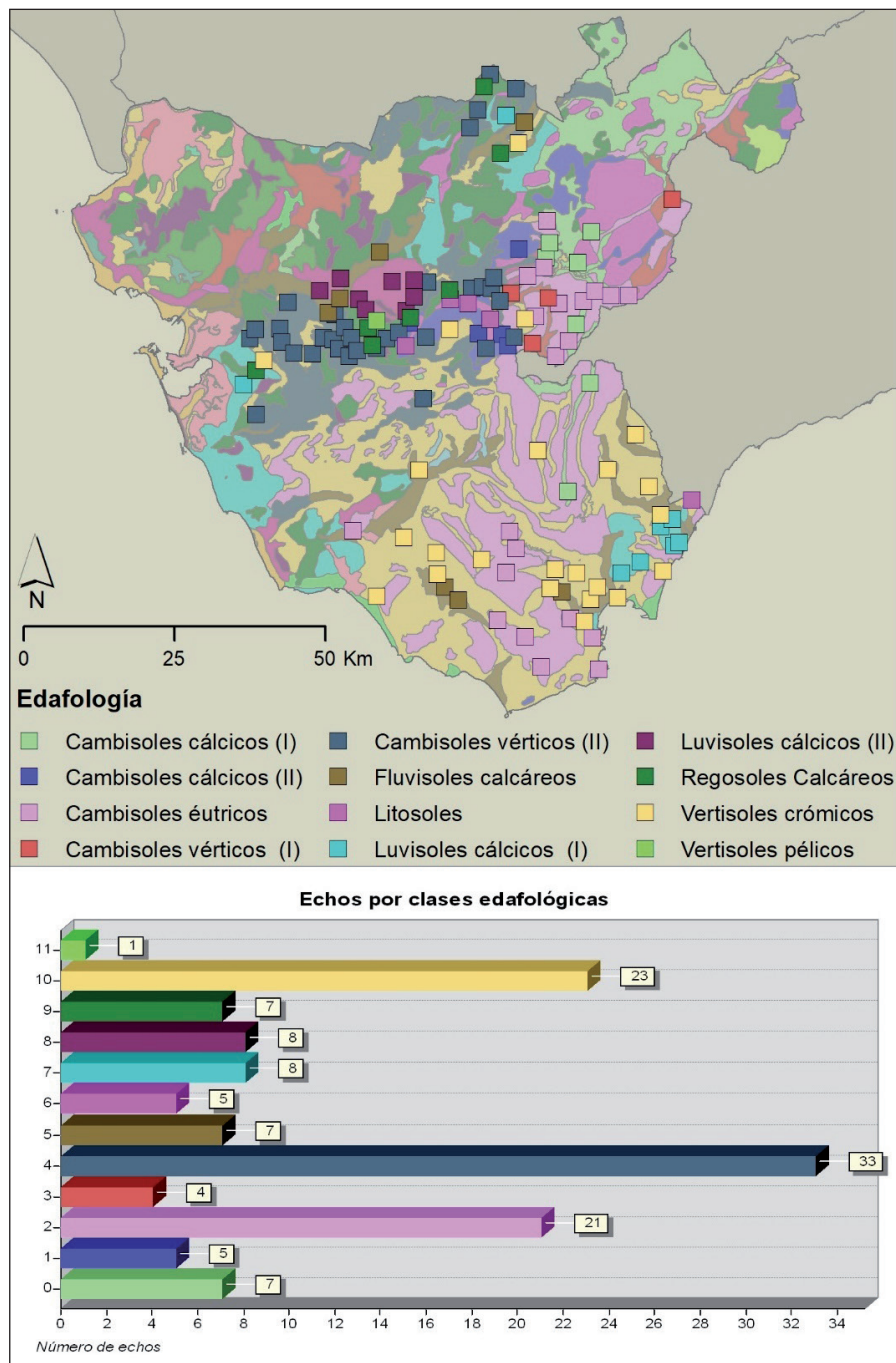 N
0 25 50 Km
Edafología
Cambisoles cálcicos (I) Cambisoles vérticos (II) Luvisoles cálcicos (II)
Cambisoles cálcicos (II) Fluvisoles calcáreos Regosoles Calcáreos
Cambisoles éutricos Litosoles Vertisoles crómicos
Cambisoles vérticos (I) Luvisoles cálcicos (I) Vertisoles pélicos
Echos por clases edafológicas
11 1
10 23
9 7
8 8
7 8
6 5
5 7
4 33
3 4
2 21
1 5
0 7
0 2 4 6 8 10 12 14 16 18 20 22 24 26 28 30 32 34
Número de echos